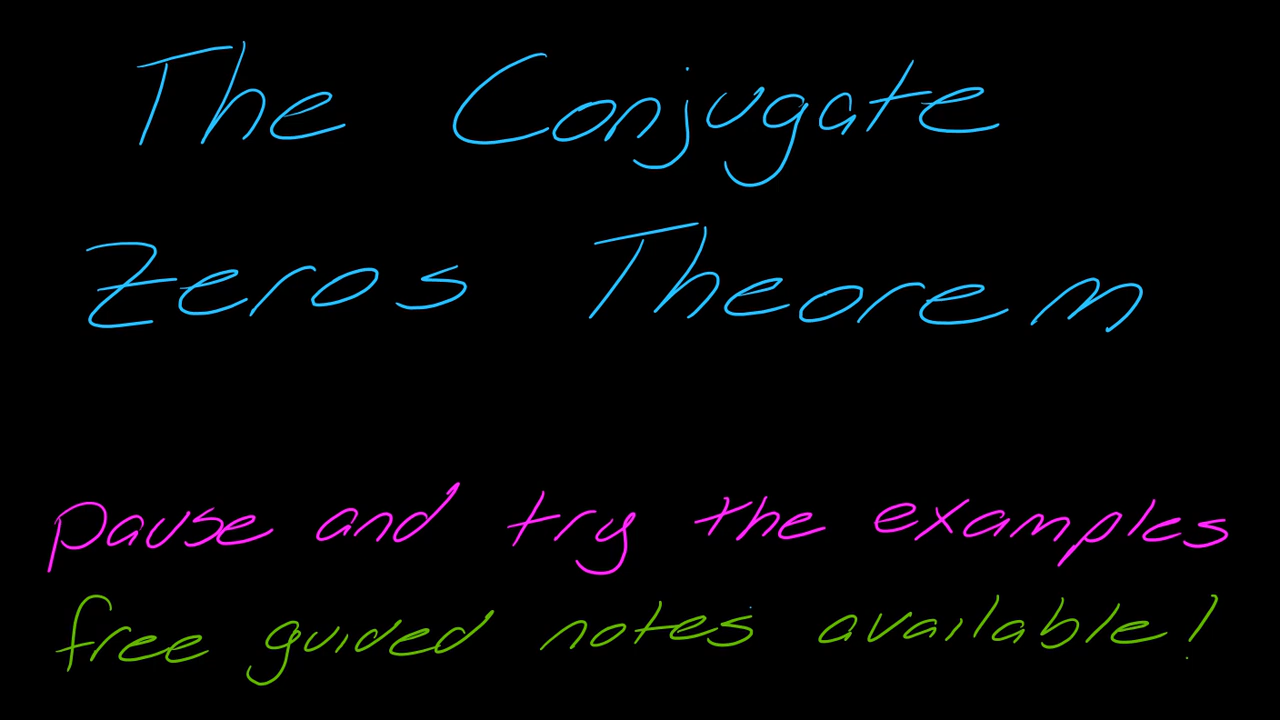 The Conjugate
Zeros Theorem
pause and try the examples
free guided notes available!